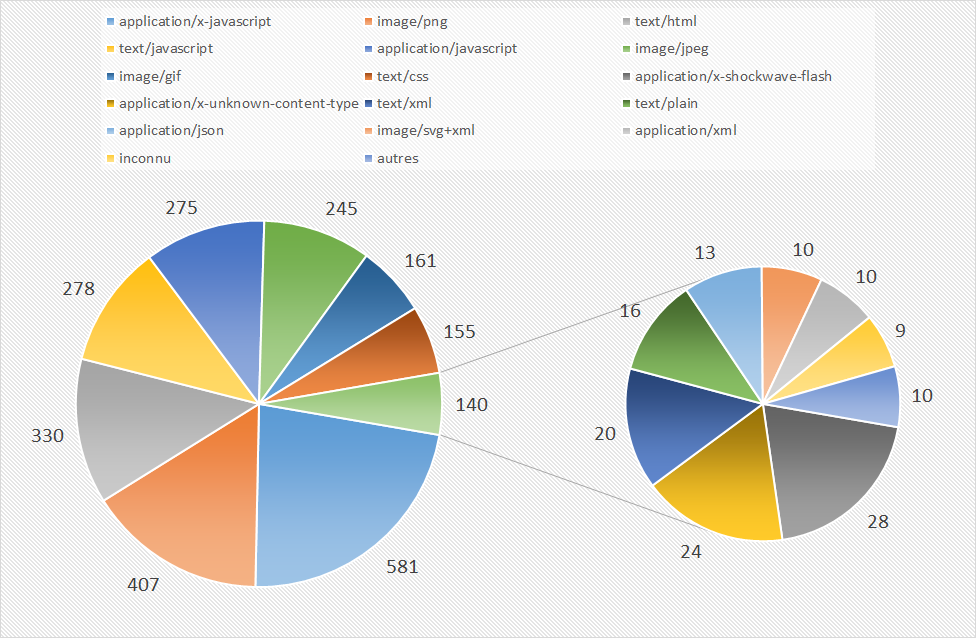 application/x-javascript image/png text/html
text/javascript application/javascript image/jpeg
image/gif text/css application/x-shockwave-flash
application/x-unknown-content-type text/xml text/plain
application/json image/svg+xml application/xml
inconnu autres
275 245
161
278
155
140
330
581
407
13 10
10
16
9
10
20
28
24